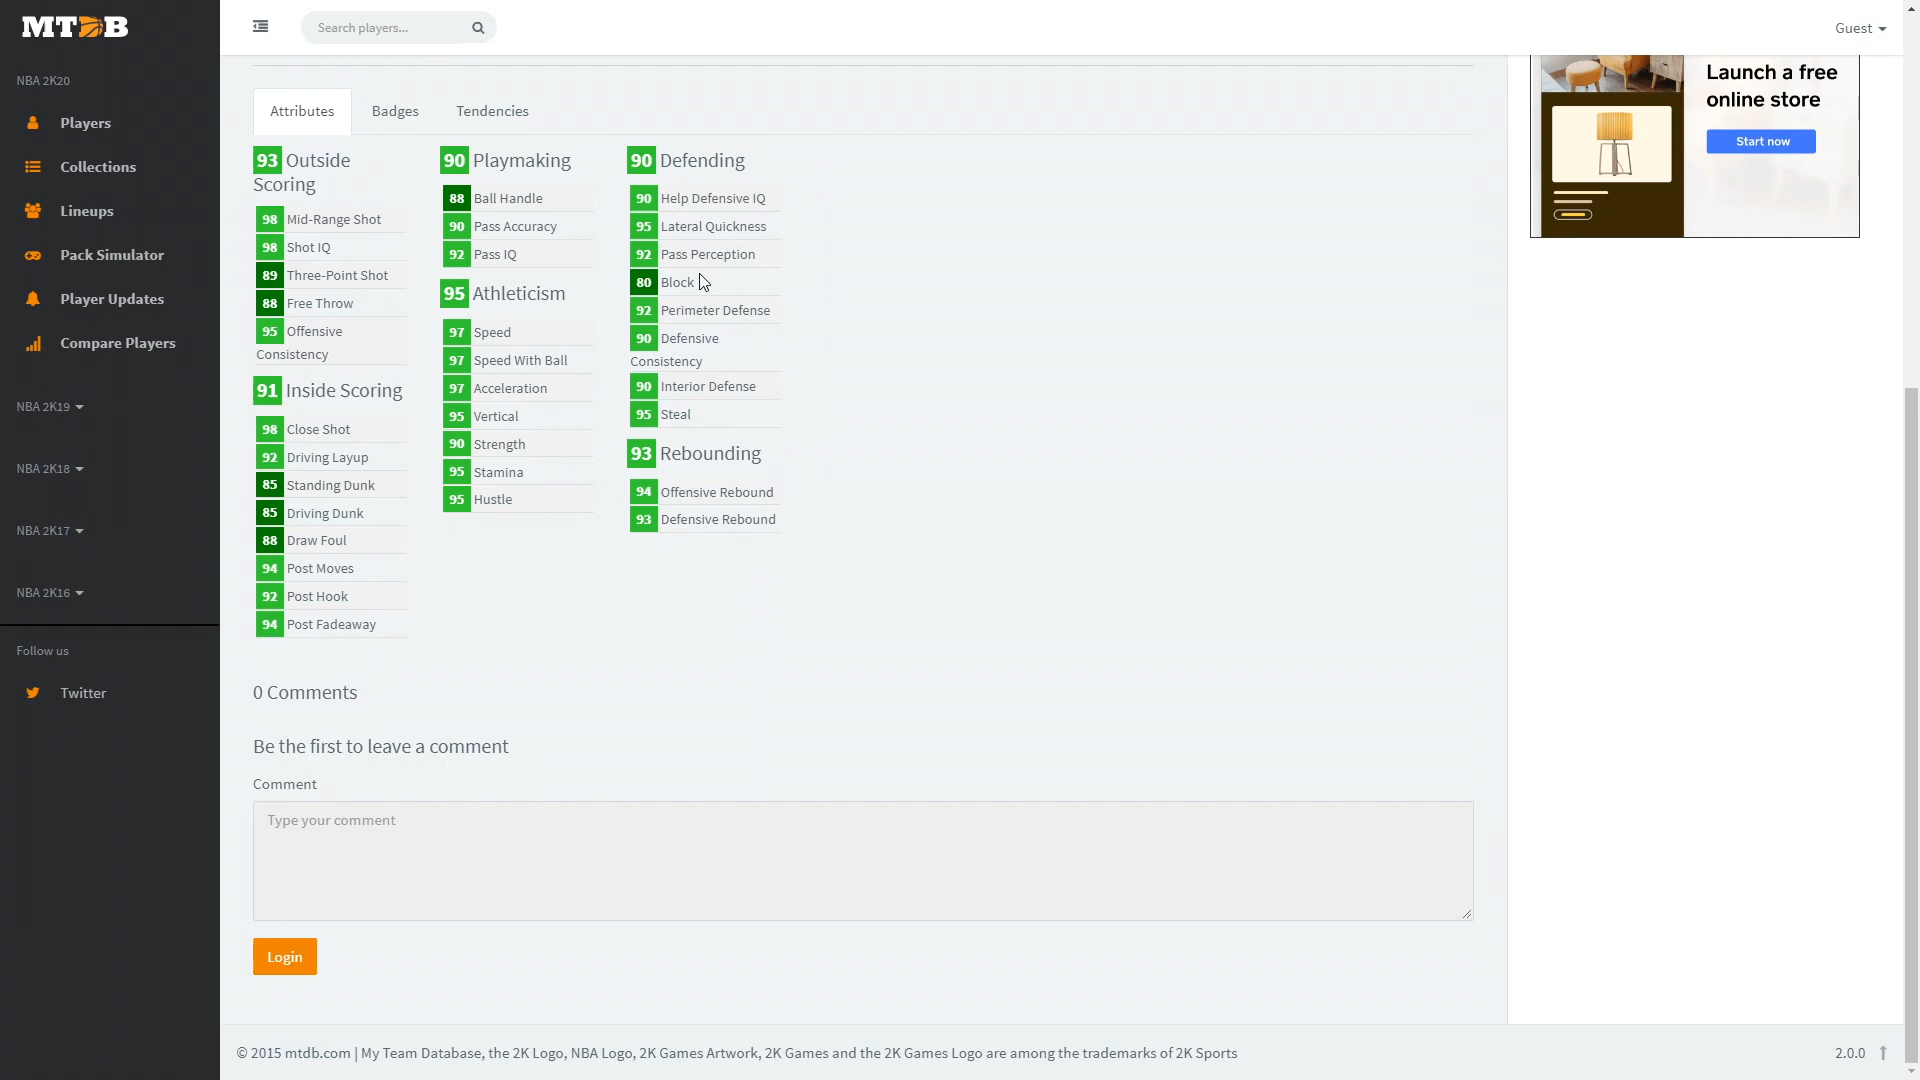 MTDB
Search players...
Guest
NBA 2K20
Players
Collections
Lineups
Pack Simulator
Player Updates
Compare Players
NBA 2K19
NBA 2K18
NBA 2K17
NBA 2K16
Follow us
Twitter
Attributes Badges Tendencies
93 Outside
Scoring
98 Mid-Range Shot
98 Shot IQ
89 Three-Point Shot
88 Free Throw
95 Offensive
Consistency
91 Inside Scoring
98 Close Shot
92 Driving Layup
85 Standing Dunk
85 Driving Dunk
88 Draw Foul
94 Post Moves
92 Post Hook
94 Post Fadeaway
90 Playmaking
88 Ball Handle
90 Pass Accuracy
92 Pass IQ
95 Athleticism
97 Speed
97 Speed With Ball
97 Acceleration
95 Vertical
90 Strength
95 Stamina
95 Hustle
90 Defending
90 Help Defensive IQ
95 Lateral Quickness
92 Pass Perception
80 Block
92 Perimeter Defense
90 Defensive
Consistency
90 Interior Defense
95 Steal
93 Rebounding
94 Offensive Rebound
93 Defensive Rebound
Launch a free
online store
Start now
0 Comments
Be the first to leave a comment
Comment
Type your comment
Login
© 2015 mtdb.com | My Team Database, the 2K Logo, NBA Logo, 2K Games Artwork, 2K Games and the 2K Games Logo are among the trademarks of 2K Sports
2.0.0